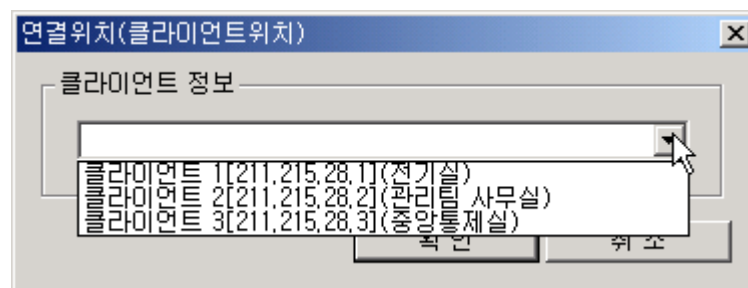 연결위치(클라이언트위치)
클라이언트 정보
클라이언트 1[211,215,28,1](전기실)
클라이언트 2[211,215,28,2](관리팀 사무실)
클라이언트 3[211,215,28,3](중앙통제실)
확 인
취 소